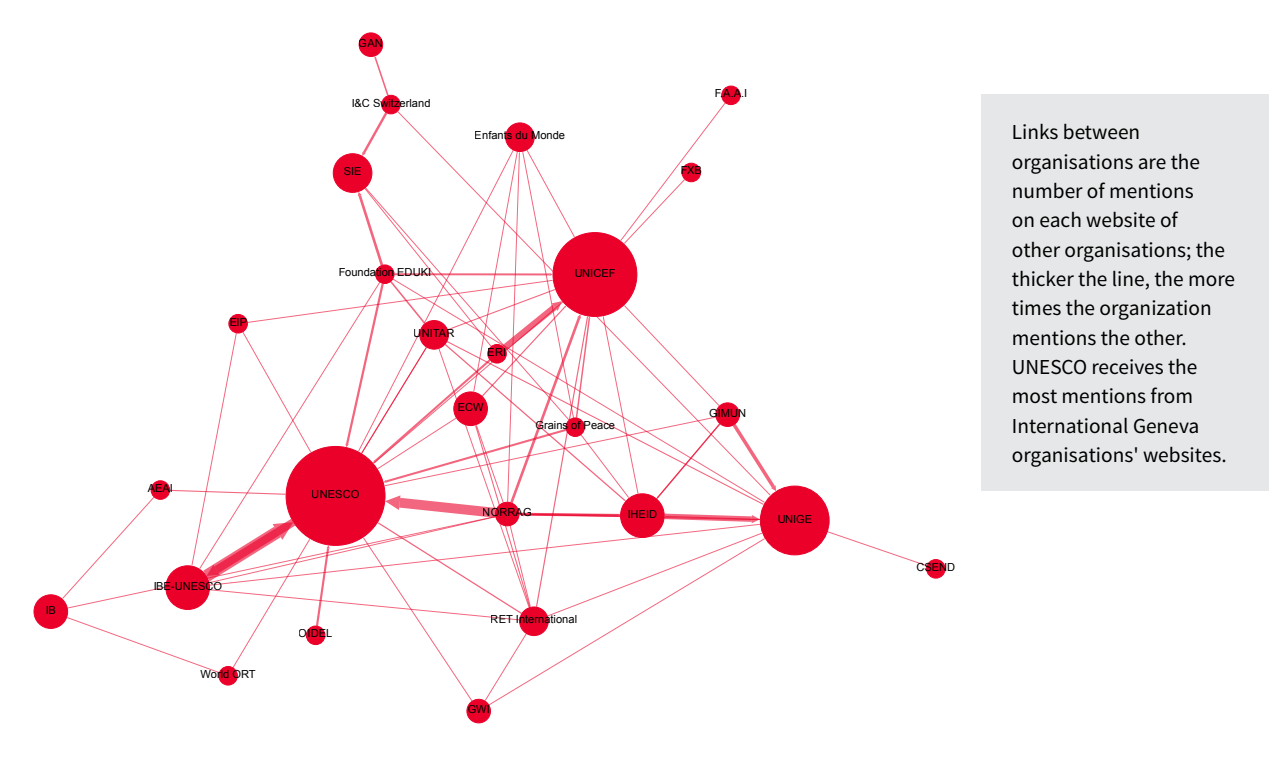 GAN
I&C Switzerland
F.A.A.I
Enfants du Monde
SIE
FXB
Foundation EDUKI
UNICEF
EIP
UNITAR
ERI
ECW
GIMUN
Grains of Peace
AEAI
UNESCO
NORRAG
IHEID
UNIGE
CSEND
IBE-UNESCO
IB
RET International
OIDEL
World ORT
GWI
Links between
organisations are the
number of mentions
on each website of
other organisations; the
thicker the line, the more
times the organization
mentions the other.
UNESCO receives the
most mentions from
International Geneva
organisations' websites.